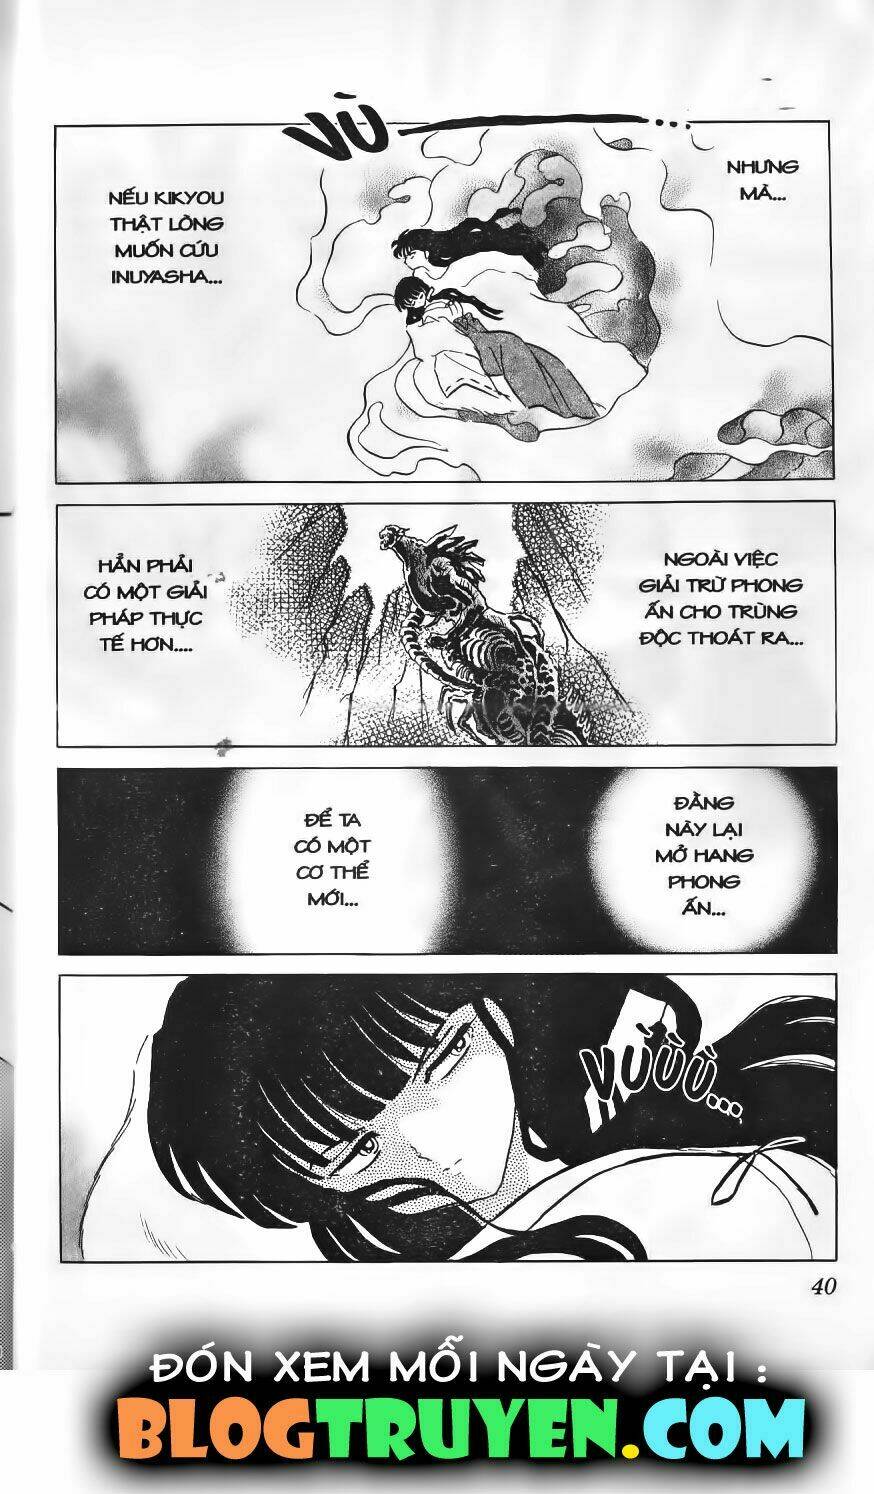 VÙ...
NHƯNG
MÀ...
NẾU KIKYOU
THẬT LÒNG
MUỐN CỨU
INUYASHA...
NGOÀI VIỆC
GIẢI TRỪ PHONG
ẤN CHO TRÙNG
ĐỘC THOÁT RA...
HẲN PHẢI
CÓ MỘT GIẢI
PHÁP THỰC
TẾ HƠN....
ĐẰNG
NÀY LẠI
MỞ HANG
PHONG
ẤN...
ĐỂ TA
CÓ MỘT
CƠ THỂ
MỚI...
VÙÙÙ...
40
ĐÓN XEM MỖI NGÀY TẠI :
BLOGTRUYEN.COM